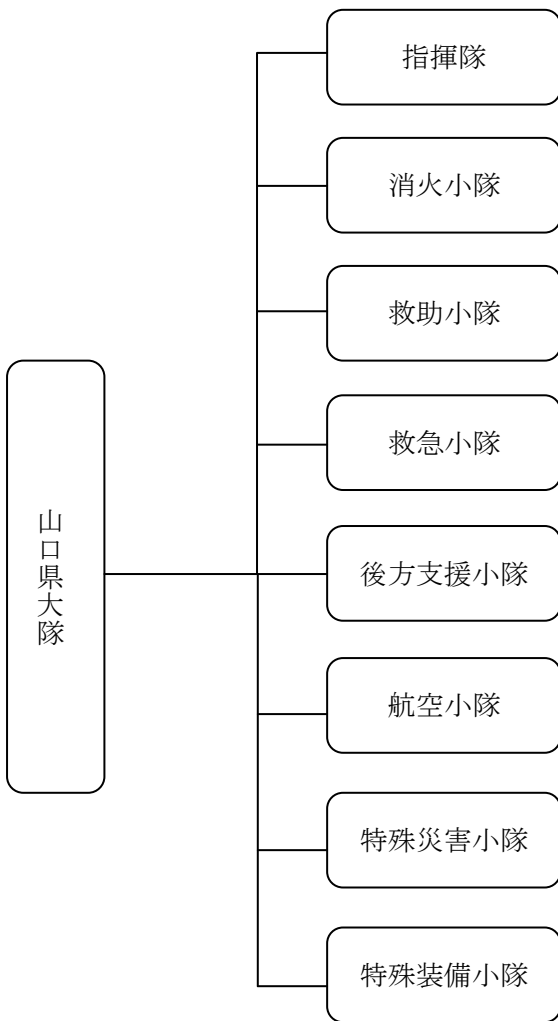 指揮隊
消火小隊
救助小隊
救急小隊
山口県大隊
後方支援小隊
航空小隊
特殊災害小隊
特殊装備小隊